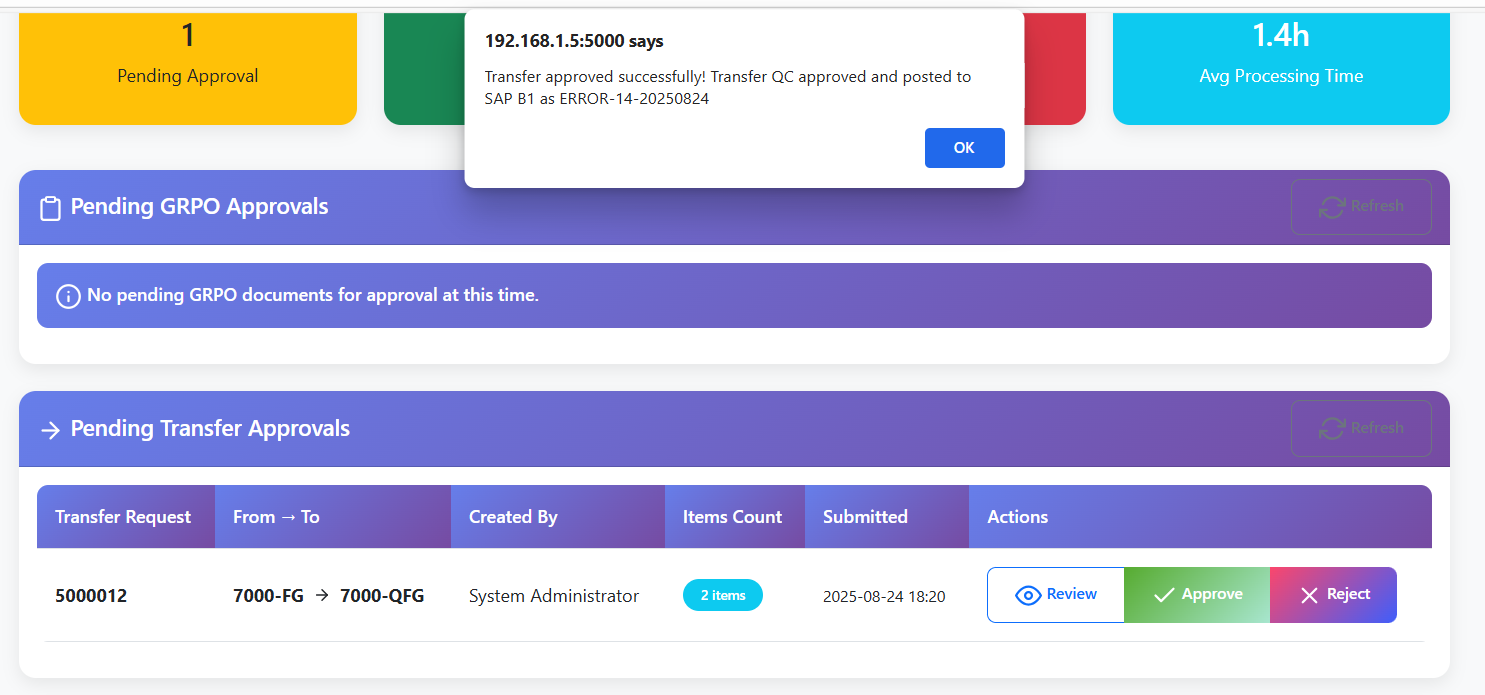 192.168.1.5:5000 says
Transfer approved successfully! Transfer QC approved and posted to
SAP B1 as ERROR-14-20250824
OK
1
Pending Approval
1.4h
Avg Processing Time
Pending GRPO Approvals
Refresh
No pending GRPO documents for approval at this time.
Pending Transfer Approvals
Refresh
Transfer Request From → To Created By Items Count Submitted Actions
5000012 7000-FG → 7000-QFG System Administrator 2 items 2025-08-24 18:20 Review Approve Reject